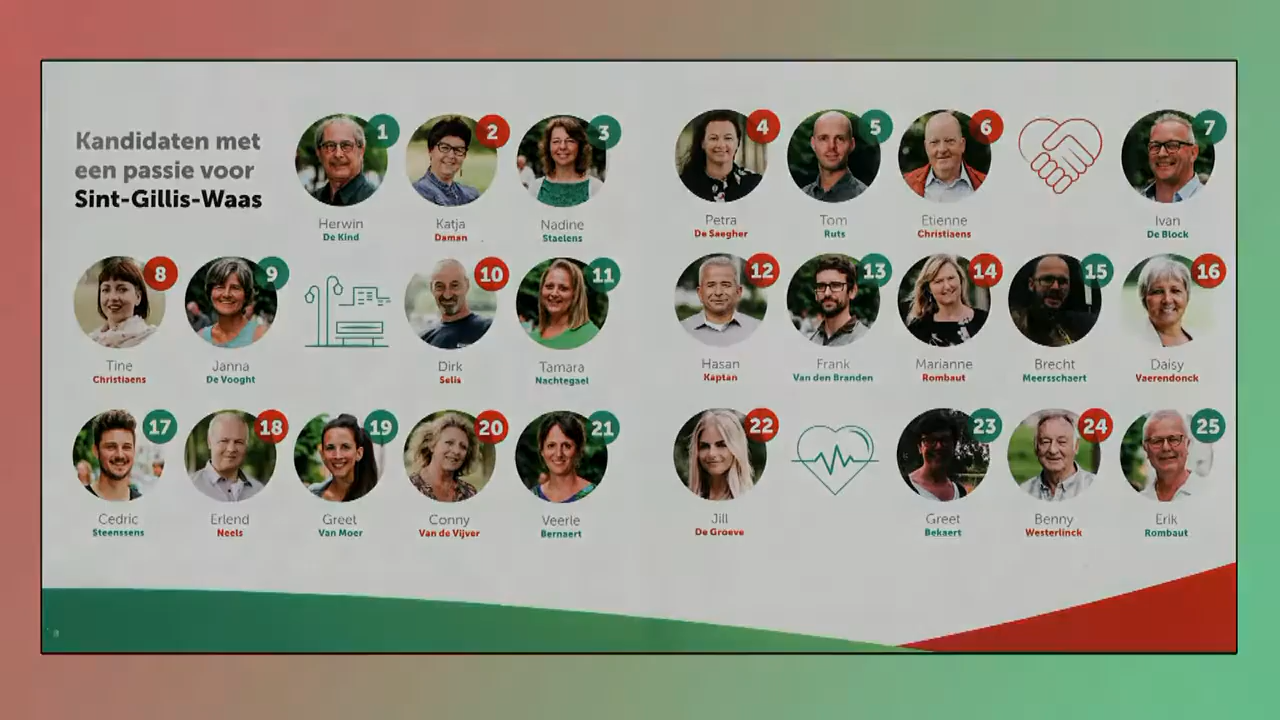 Kandidaten met
een passie voor
Sint-Gillis-Waas
1
Herwin
De Kind
2
Katja
Daman
3
Nadine
Staelens
4
Petra
De Saegher
5
Tom
Ruts
6
Etienne
Christiaens
7
Ivan
De Block
8
Tine
Christiaens
9
Janna
De Vooght
10
Dirk
Selis
11
Tamara
Nachtegael
12
Hasan
Kaptan
13
Frank
Van den Branden
14
Marianne
Rombaut
15
Brecht
Meersschaert
16
Daisy
Vaerendonck
17
Cedric
Steenssens
18
Erlend
Neels
19
Greet
Van Moer
20
Conny
Van de Vijver
21
Veerle
Bernaert
22
Jill
De Groeve
23
Greet
Bekaert
24
Benny
Westerlinck
25
Erik
Rombaut